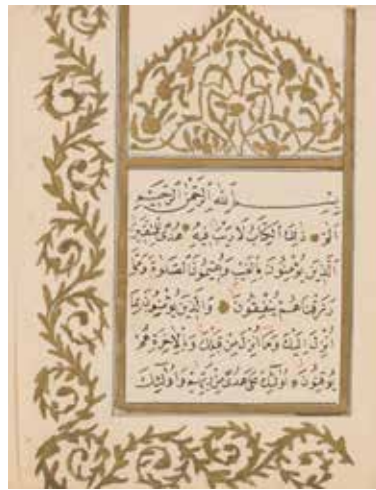 بسم الله الرحمن الرحيم
الم ذلك الكتاب لا ريب فيه هدى للمتقين
الذين يؤمنون بالغيب ويقيمون الصلوة ومما
رزقناهم ينفقون والذين يؤمنون بما
انزل اليك وما انزل من قبلك وبالاخرة هم
يوقنون اولئك على هدى من ربهم واولئك